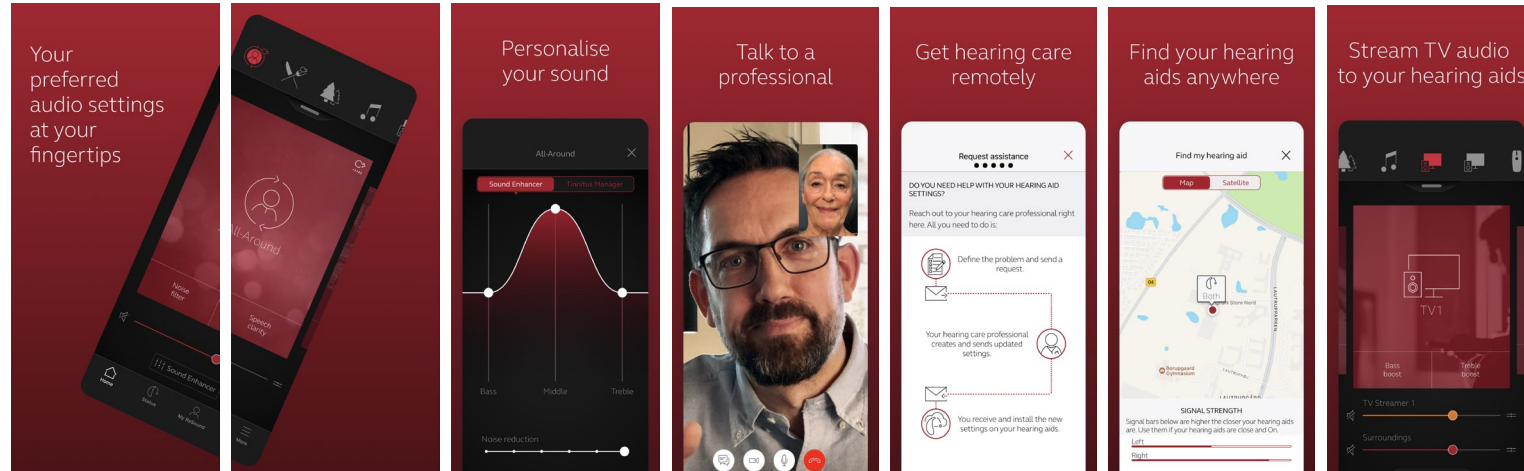 Your
preferred
audio settings
at your
fingertips
All-Around
Noise
filter
Speech
clarity
Sound Enhancer
Home
Status
My ReSound
More
Personalise
your sound
All-Around
Sound Enhancer
Tinnitus Manager
Bass
Middle
Treble
Noise reduction
Talk to a
professional
Get hearing care
remotely
Request assistance
DO YOU NEED HELP WITH YOUR HEARING AID
SETTINGS?
Reach out to your hearing care professional right
here. All you need to do is:
Define the problem and send a
request.
Your hearing care professional
creates and sends updated
settings.
You receive and install the new
settings on your hearing aids.
Find your hearing
aids anywhere
Find my hearing aid
Map
Satellite
Both
Store Nord
Borupgaard
Gymnasium
LAUTRUPPARKEN
SIGNAL STRENGTH
Signal bars below are higher the closer your hearing aids
are. Use them if your hearing aids are close and On.
Left
Right
Stream TV audio
to your hearing aids
TV1
Bass
boost
Treble
boost
TV Streamer 1
Surroundings